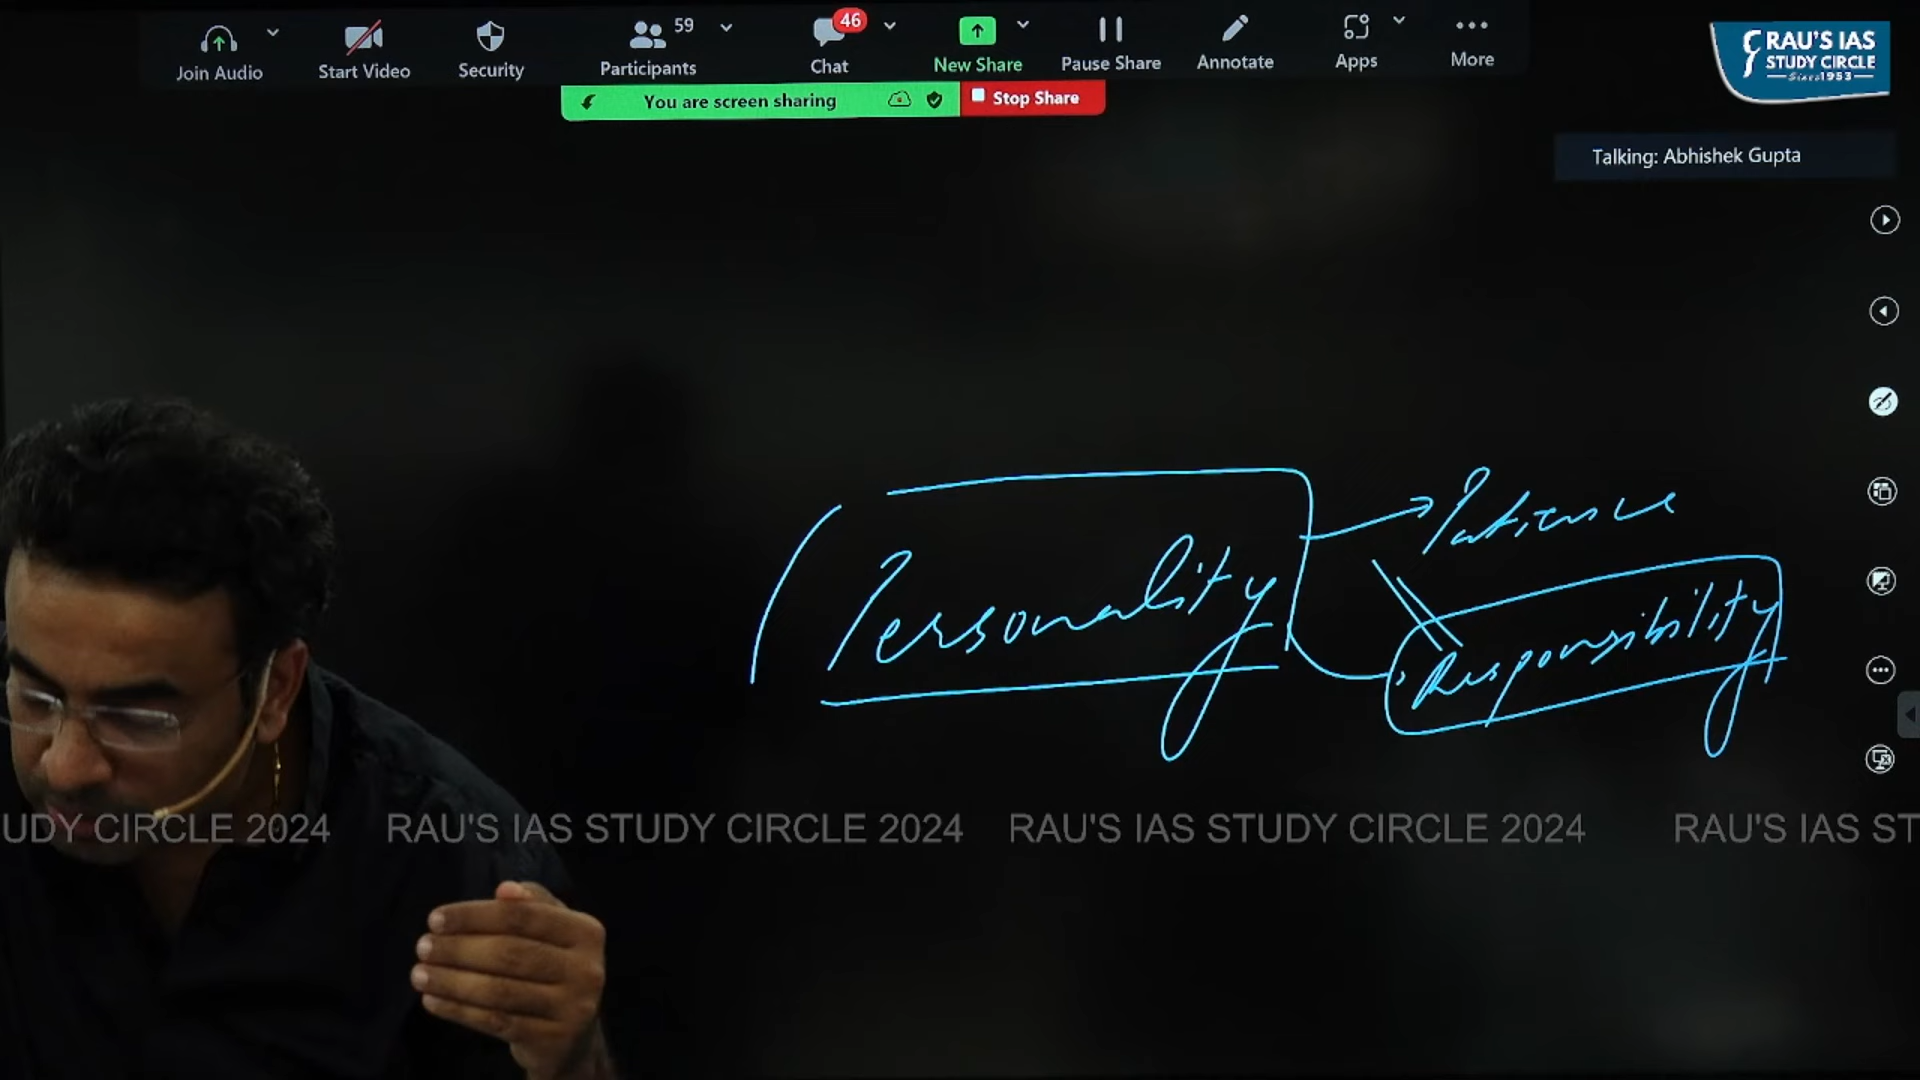 59
46
Join Audio
Start Video
Security
Participants
Chat
New Share
Pause Share
Annotate
Apps
More
You are screen sharing
Stop Share
RAU'S IAS
STUDY CIRCLE
Since 1953
Talking: Abhishek Gupta
Patience
Personality
Responsibility
UDY CIRCLE 2024 RAU'S IAS STUDY CIRCLE 2024 RAU'S IAS STUDY CIRCLE 2024 RAU'S IAS ST